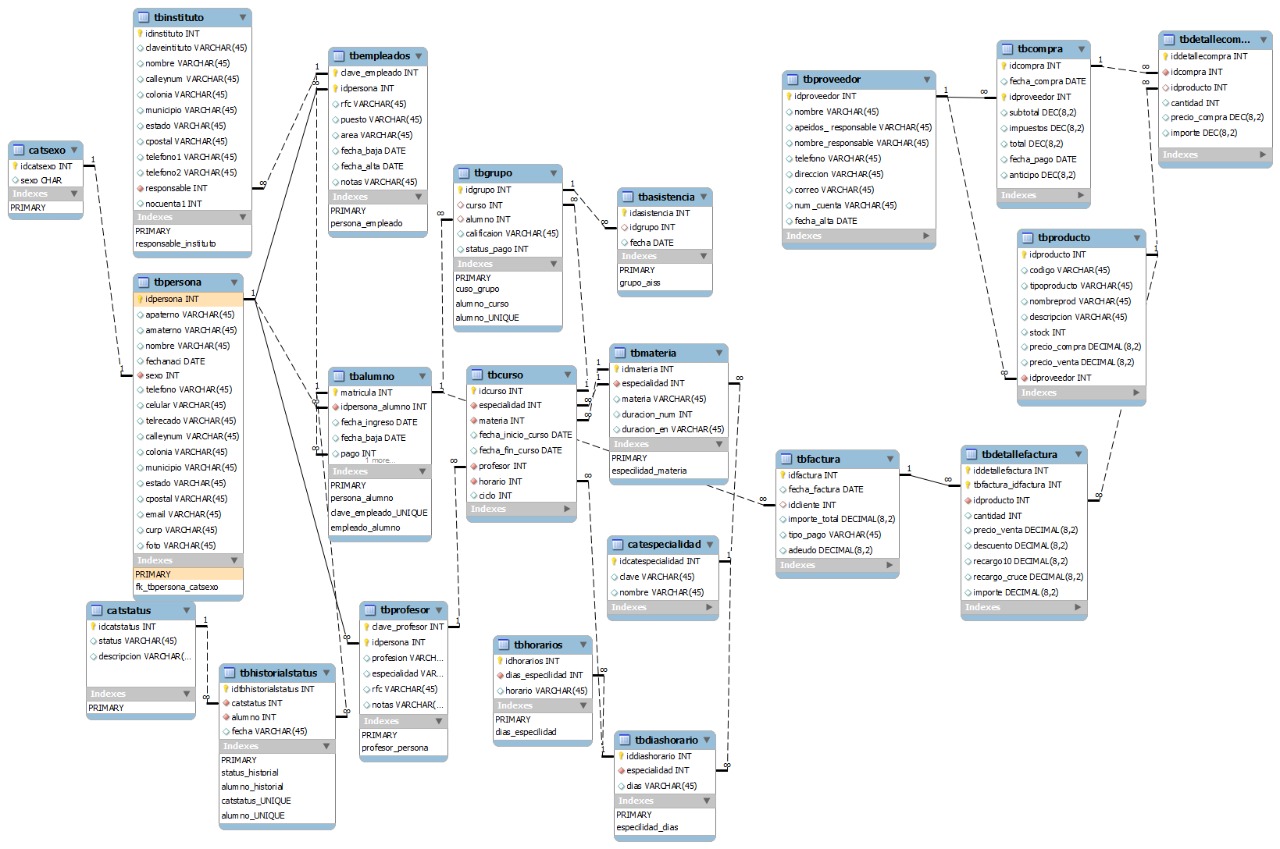 tbinstituto
idinstituto INT
claveintituto VARCHAR(45)
nombre VARCHAR(45)
calleynum VARCHAR(45)
colonia VARCHAR(45)
municipio VARCHAR(45)
estado VARCHAR(45)
cpostal VARCHAR(45)
telefono1 VARCHAR(45)
telefono2 VARCHAR(45)
responsable INT
nocuenta1 INT
Indexes
PRIMARY
responsable_instituto
catsexo
idcatsexo INT
sexo CHAR
Indexes
PRIMARY
tbpersona
idpersona INT
apaterno VARCHAR(45)
amaterno VARCHAR(45)
nombre VARCHAR(45)
fechanaci DATE
sexo INT
telefono VARCHAR(45)
celular VARCHAR(45)
telrecado VARCHAR(45)
calleynum VARCHAR(45)
colonia VARCHAR(45)
municipio VARCHAR(45)
estado VARCHAR(45)
cpostal VARCHAR(45)
email VARCHAR(45)
curp VARCHAR(45)
foto VARCHAR(45)
Indexes
PRIMARY
fk_tbpersona_catsexo
catstatus
idcatstatus INT
status VARCHAR(45)
descripcion VARCHAR(...
Indexes
PRIMARY
tbhistorialstatus
idtbhistorialstatus INT
catstatus INT
alumno INT
fecha VARCHAR(45)
Indexes
PRIMARY
status_historial
alumno_historial
catstatus_UNIQUE
alumno_UNIQUE
tbempleados
clave_empleado INT
idpersona INT
rfc VARCHAR(45)
puesto VARCHAR(45)
area VARCHAR(45)
fecha_baja DATE
fecha_alta DATE
notas VARCHAR(45)
Indexes
PRIMARY
persona_empleado
tbalumno
matricula INT
idpersona_alumno INT
fecha_ingreso DATE
fecha_baja DATE
pago INT
1 more...
Indexes
PRIMARY
persona_alumno
clave_empleado_UNIQUE
empleado_alumno
tbprofesor
clave_profesor INT
idpersona INT
profesion VARCH...
especialidad VAR...
rfc VARCHAR(45)
notas VARCHAR(...
Indexes
PRIMARY
profesor_persona
tbgrupo
idgrupo INT
curso INT
alumno INT
calificaion VARCHAR(45)
status_pago INT
Indexes
PRIMARY
cuso_grupo
alumno_curso
alumno_UNIQUE
tbasistencia
idasistencia INT
idgrupo INT
fecha DATE
Indexes
PRIMARY
grupo_aiss
tbcurso
idcurso INT
especialidad INT
materia INT
fecha_inicio_curso DATE
fecha_fin_curso DATE
profesor INT
horario INT
ciclo INT
Indexes
tbmateria
idmateria INT
especialidad INT
materia VARCHAR(45)
duracion_num INT
duracion_en VARCHAR(45)
Indexes
PRIMARY
especilidad_materia
catespecialidad
idcatespecialidad INT
clave VARCHAR(45)
nombre VARCHAR(45)
Indexes
tbhorarios
idhorarios INT
dias_especilidad INT
horario VARCHAR(45)
Indexes
PRIMARY
dias_especilidad
tbdiashorario
iddiashorario INT
especialidad INT
dias VARCHAR(45)
Indexes
PRIMARY
especilidad_dias
tbproveedor
idproveedor INT
nombre VARCHAR(45)
apeidos_ responsable VARCHAR(45)
nombre_responsable VARCHAR(45)
telefono VARCHAR(45)
direccion VARCHAR(45)
correo VARCHAR(45)
num_cuenta VARCHAR(45)
fecha_alta DATE
Indexes
tbcompra
idcompra INT
fecha_compra DATE
idproveedor INT
subtotal DEC(8,2)
impuestos DEC(8,2)
total DEC(8,2)
fecha_pago DATE
anticipo DEC(8,2)
Indexes
tbdetallecom...
iddetallecompra INT
idcompra INT
idproducto INT
cantidad INT
precio_compra DEC(8,2)
importe DEC(8,2)
Indexes
tbproducto
idproducto INT
codigo VARCHAR(45)
tipoproducto VARCHAR(45)
nombreprod VARCHAR(45)
descripcion VARCHAR(45)
stock INT
precio_compra DECIMAL(8,2)
precio_venta DECIMAL(8,2)
idproveedor INT
Indexes
tbfactura
idfactura INT
fecha_factura DATE
idcliente INT
importe_total DECIMAL(8,2)
tipo_pago VARCHAR(45)
adeudo DECIMAL(8,2)
Indexes
tbdetallefactura
iddetallefactura INT
tbfactura_idfactura INT
idproducto INT
cantidad INT
precio_venta DECIMAL(8,2)
descuento DECIMAL(8,2)
recargo10 DECIMAL(8,2)
recargo_cruce DECIMAL(8,2)
importe DECIMAL(8,2)
Indexes